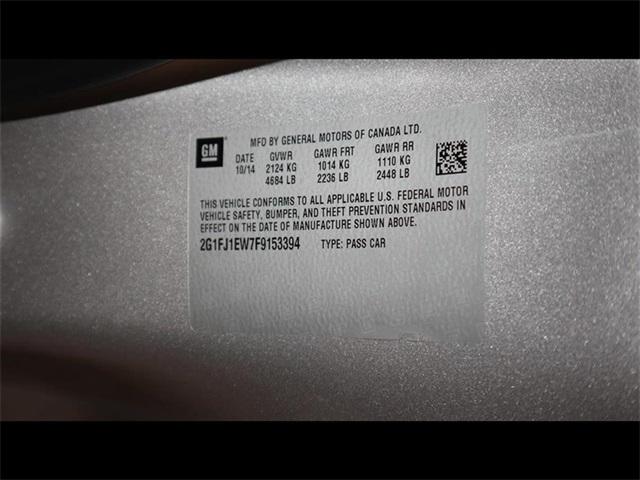 GM
MFD BY GENERAL MOTORS OF CANADA LTD.
DATE GVWR GAWR FRT GAWR RR
10/14 2124 KG 1014 KG 1110 KG
4684 LB 2236 LB 2448 LB
THIS VEHICLE CONFORMS TO ALL APPLICABLE U.S. FEDERAL MOTOR
VEHICLE SAFETY, BUMPER, AND THEFT PREVENTION STANDARDS IN
EFFECT ON THE DATE OF MANUFACTURE SHOWN ABOVE.
2G1FJ1EW7F9153394 TYPE: PASS CAR